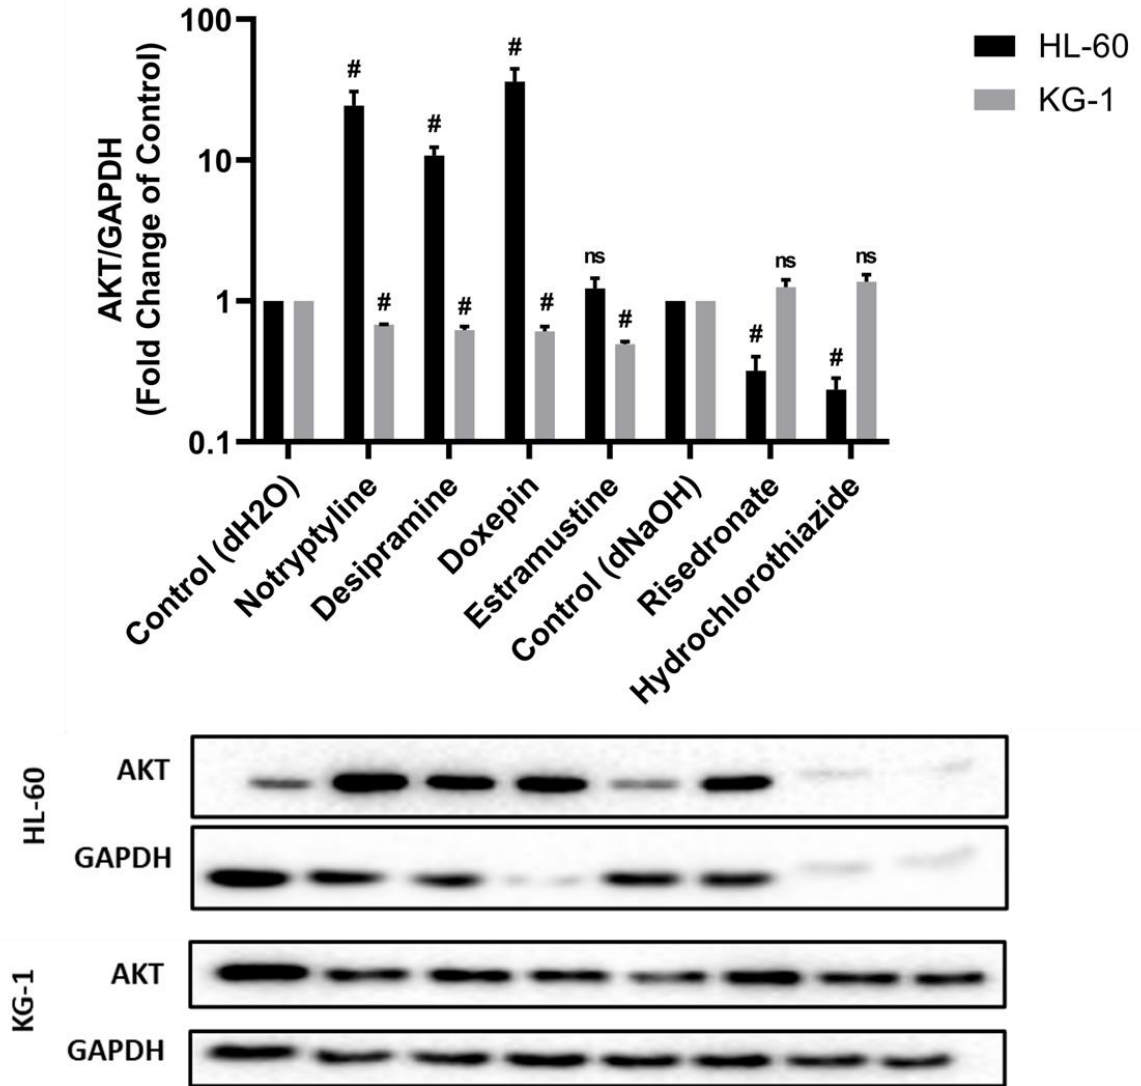 100
10
1
0.1
AKT/GAPDH
(Fold Change of Control)
# # # ns ns ns
# # # # # #
HL-60
KG-1
Control (dH2O)
Notryptyline
Desipramine
Doxepin
Estramustine
Control (dNaOH)
Risedronate
Hydrochlorothiazide
HL-60
AKT
GAPDH
KG-1
AKT
GAPDH